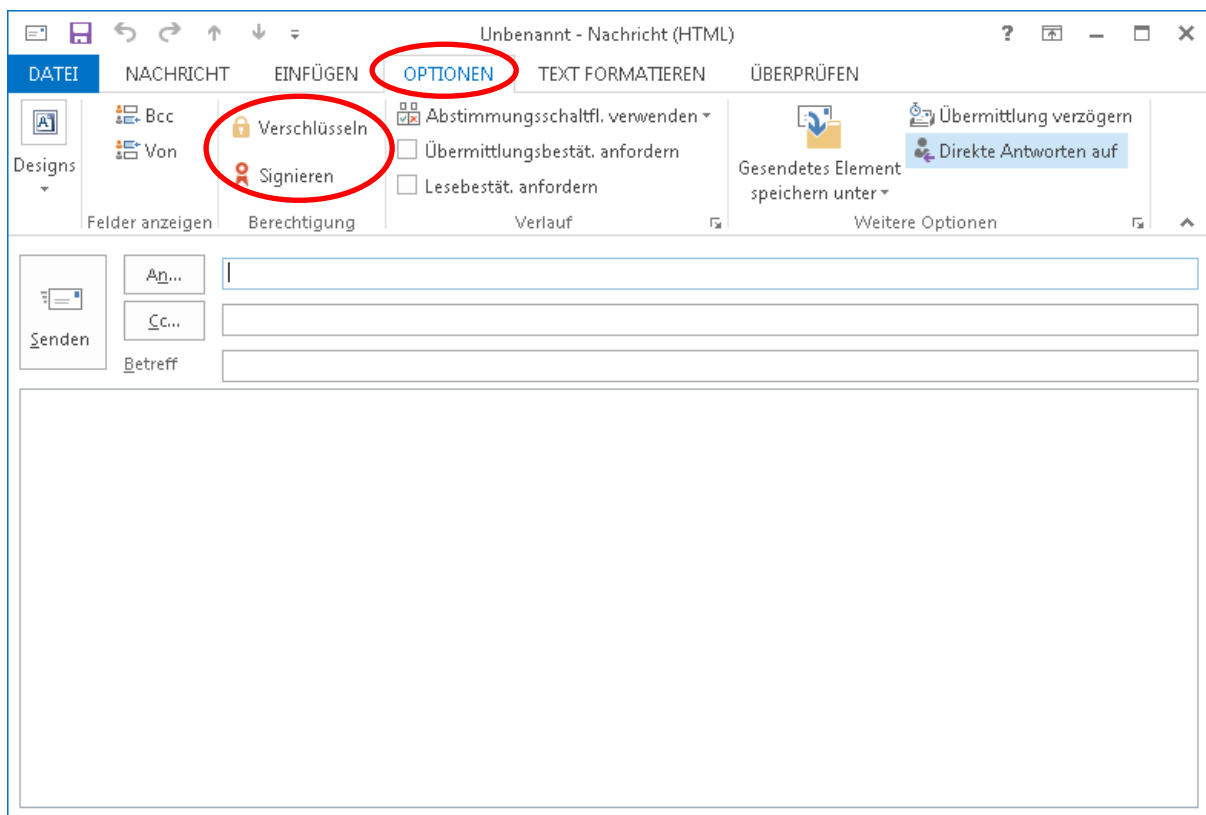 Unbenannt - Nachricht (HTML)
?
DATEI NACHRICHT EINFÜGEN OPTIONEN TEXT FORMATIEREN ÜBERPRÜFEN
Designs
Bcc
Von
Felder anzeigen
Verschlüsseln
Signieren
Berechtigung
Abstimmungsschaltfl. verwenden
Übermittlungsbestät. anfordern
Lesebestät. anfordern
Verlauf
Gesendetes Element
speichern unter
Übermittlung verzögern
Direkte Antworten auf
Weitere Optionen
Senden
An...
Cc...
Betreff